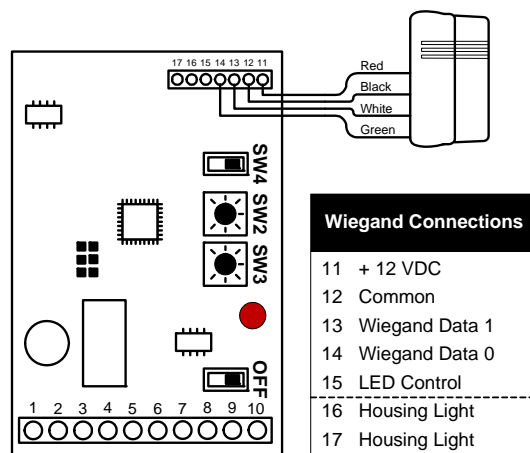 17 16 15 14 13 12 11
Red
Black
White
Green
SW4
SW2
SW3
OFF
1 2 3 4 5 6 7 8 9 10
Wiegand Connections
11 + 12 VDC
12 Common
13 Wiegand Data 1
14 Wiegand Data 0
15 LED Control
16 Housing Light
17 Housing Light